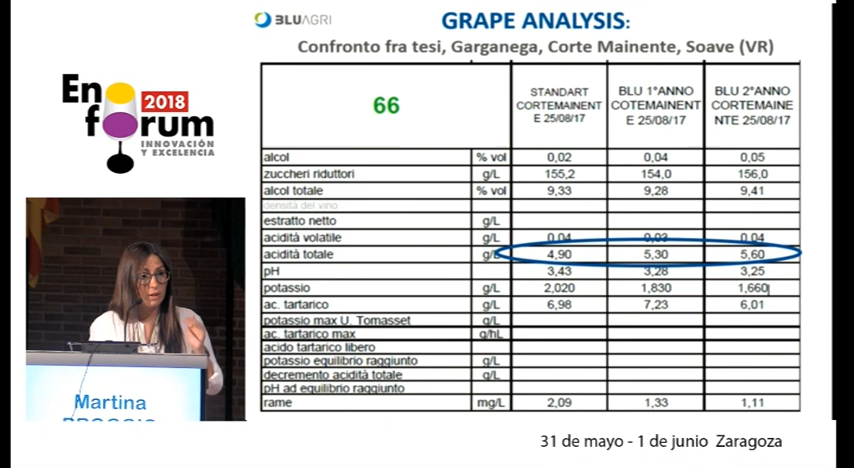 BLUAGRI
GRAPE ANALYSIS:
Confronto fra tesi, Garganega, Corte Mainente, Soave (VR)
Enoforum
2018
INNOVACIÓN
Y EXCELENCIA
66
STANDART
CORTEMAINENT
E 25/08/17
BLU 1°ANNO
COTEMAINENT
E 25/08/17
BLU 2°ANNO
CORTEMAINE
NTE 25/08/17
alcol % vol 0,02 0,04 0,05
zuccheri riduttori g/L 155,2 154,0 156,0
alcol totale % vol 9,33 9,28 9,41
densità del vino
estratto netto g/L
acidità volatile g/L 0,04 0,03 0,04
acidità totale g/L 4,90 5,30 5,60
pH 3,43 3,28 3,25
potassio g/L 2,020 1,830 1,660
ac. tartarico g/L 6,98 7,23 6,01
potassio max U. Tomasset g/L
ac. tartarico max g/hL
acido tartarico libero
potassio equilibrio raggiunto g/L
decremento acidità totale g/L
pH ad equilibrio raggiunto
rame mg/L 2,09 1,33 1,11
Martina
31 de mayo - 1 de junio Zaragoza